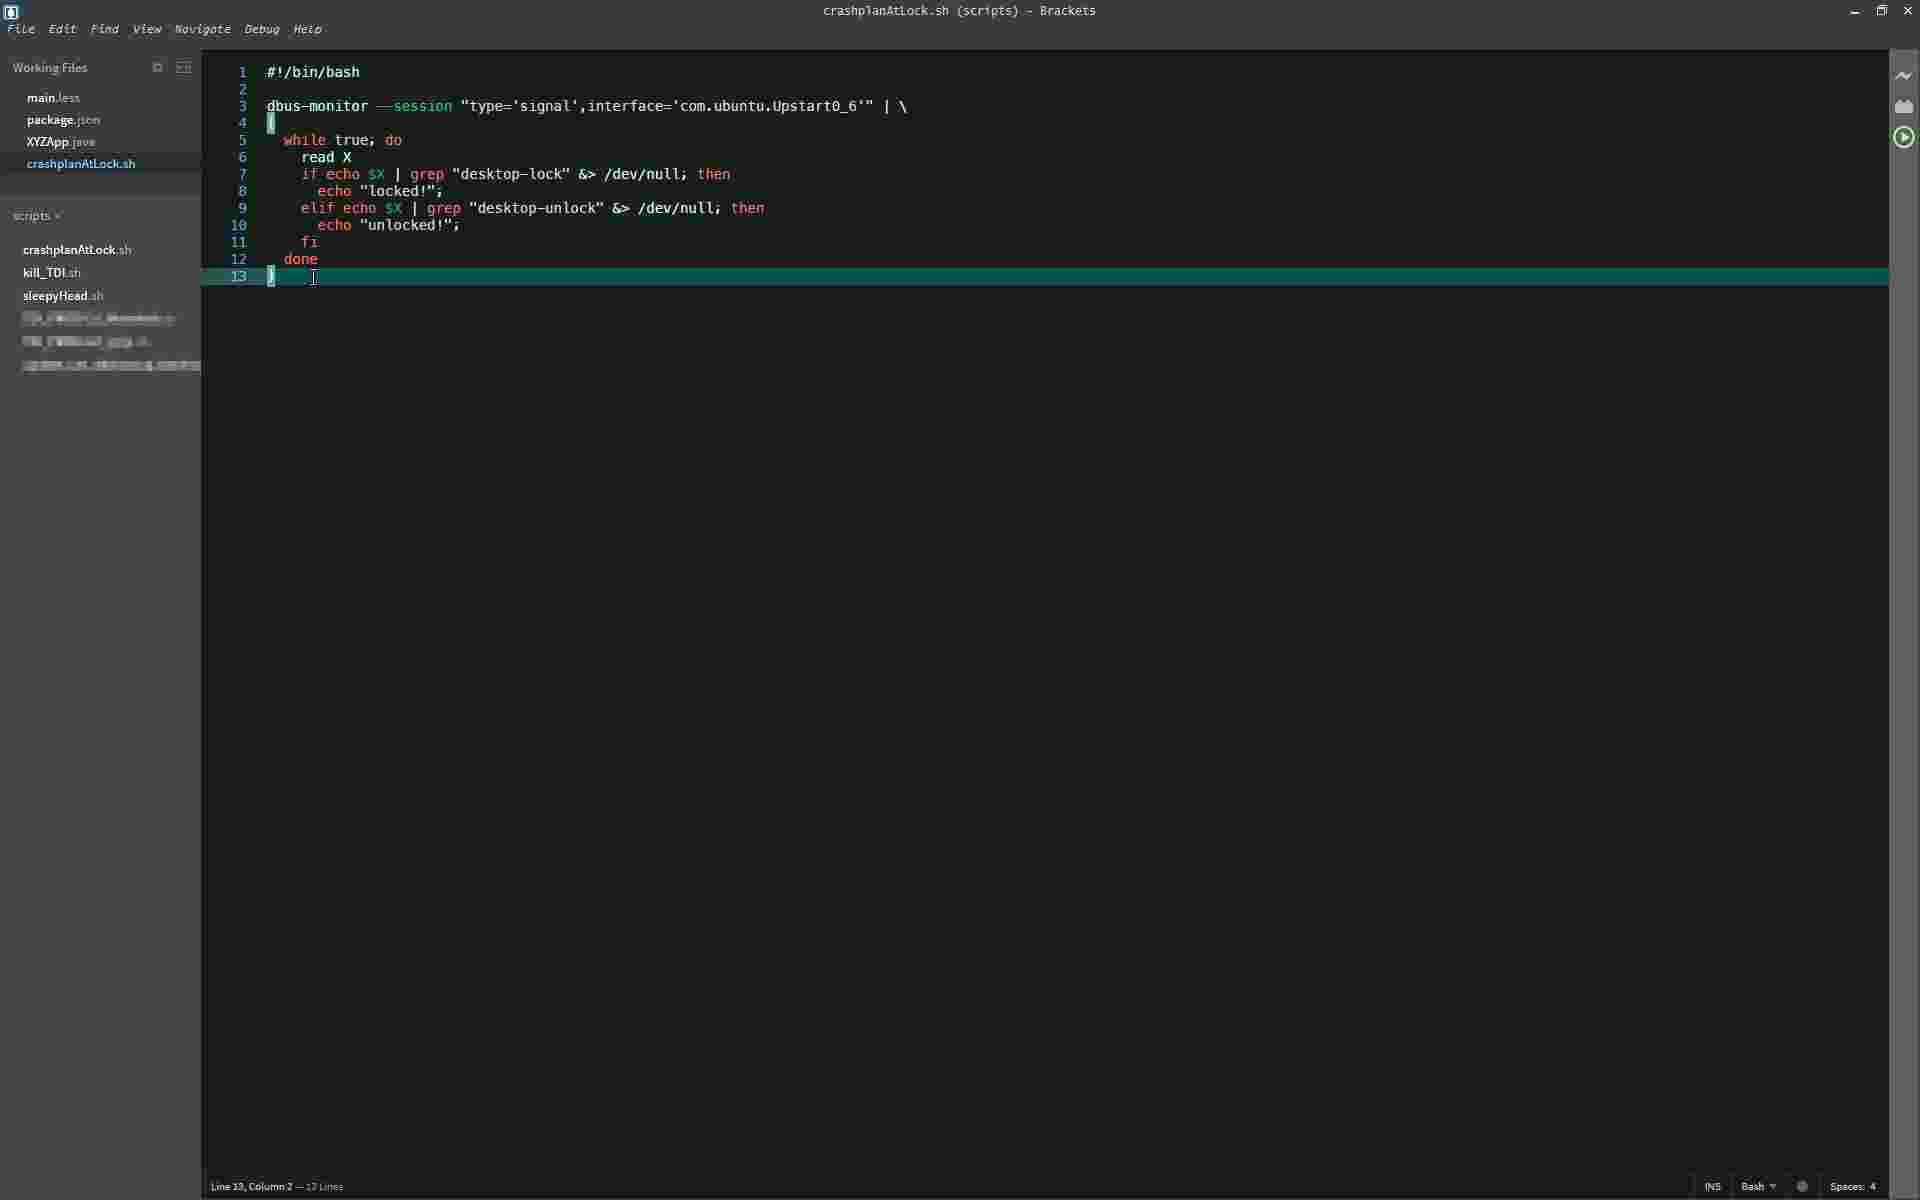 crashplanAtLock.sh (scripts) - Brackets
File Edit Find View Navigate Debug Help
Working Files
main.less
package.json
XYZApp.java
crashplanAtLock.sh
scripts
crashplanAtLock.sh
kill_TDI.sh
sleepyHead.sh
1 #!/bin/bash
2
3 dbus-monitor --session "type='signal',interface='com.ubuntu.Upstart0_6'" | \
4 (
5 while true; do
6 read X
7 if echo $X | grep "desktop-lock" &> /dev/null; then
8 echo "locked!";
9 elif echo $X | grep "desktop-unlock" &> /dev/null; then
10 echo "unlocked!";
11 fi
12 done
13 )
Line 13, Column 2 — 13 Lines
INS Bash Spaces: 4